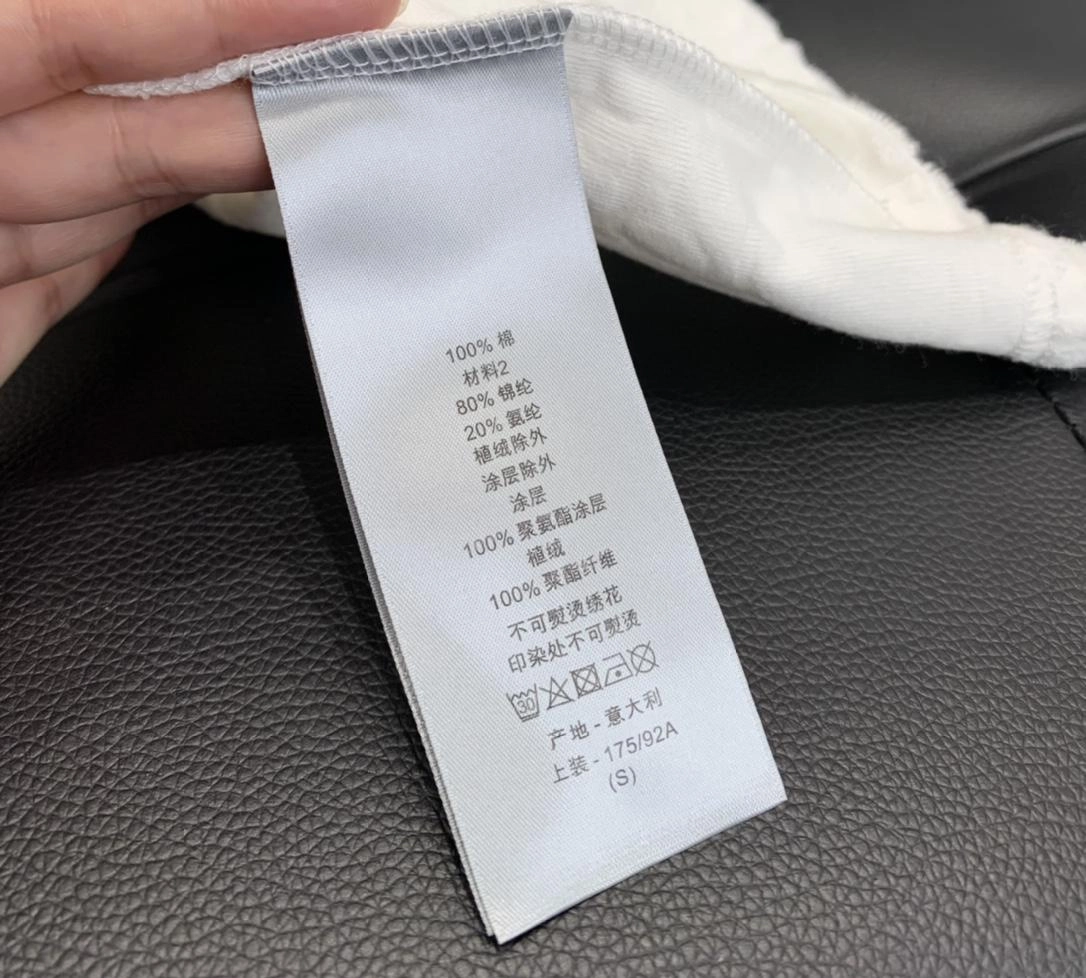 100% 棉
材料2
80% 锦纶
20% 氨纶
植绒除外
涂层除外
涂层
100% 聚氨酯涂层
植绒
100% 聚酯纤维
不可熨烫绣花
印染处不可熨烫
30
产地 - 意大利
上装 - 175/92A
(S)